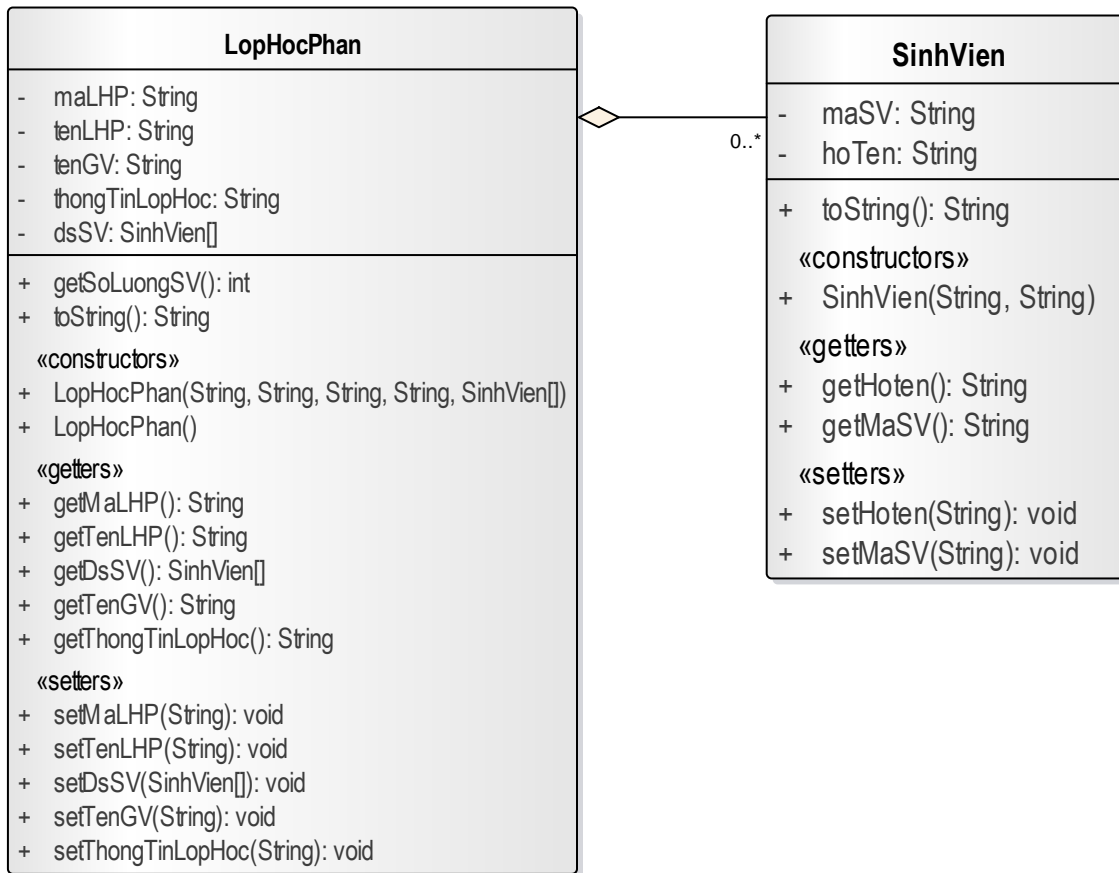 LopHocPhan
- maLHP: String
- tenLHP: String
- tenGV: String
- thongTinLopHoc: String
- dsSV: SinhVien[]
+ getSoLuongSV(): int
+ toString(): String
«constructors»
+ LopHocPhan(String, String, String, String, SinhVien[])
+ LopHocPhan()
«getters»
+ getMaLHP(): String
+ getTenLHP(): String
+ getDsSV(): SinhVien[]
+ getTenGV(): String
+ getThongTinLopHoc(): String
«setters»
+ setMaLHP(String): void
+ setTenLHP(String): void
+ setDsSV(SinhVien[]): void
+ setTenGV(String): void
+ setThongTinLopHoc(String): void
0..*
SinhVien
- maSV: String
- hoTen: String
+ toString(): String
«constructors»
+ SinhVien(String, String)
«getters»
+ getHoten(): String
+ getMaSV(): String
«setters»
+ setHoten(String): void
+ setMaSV(String): void